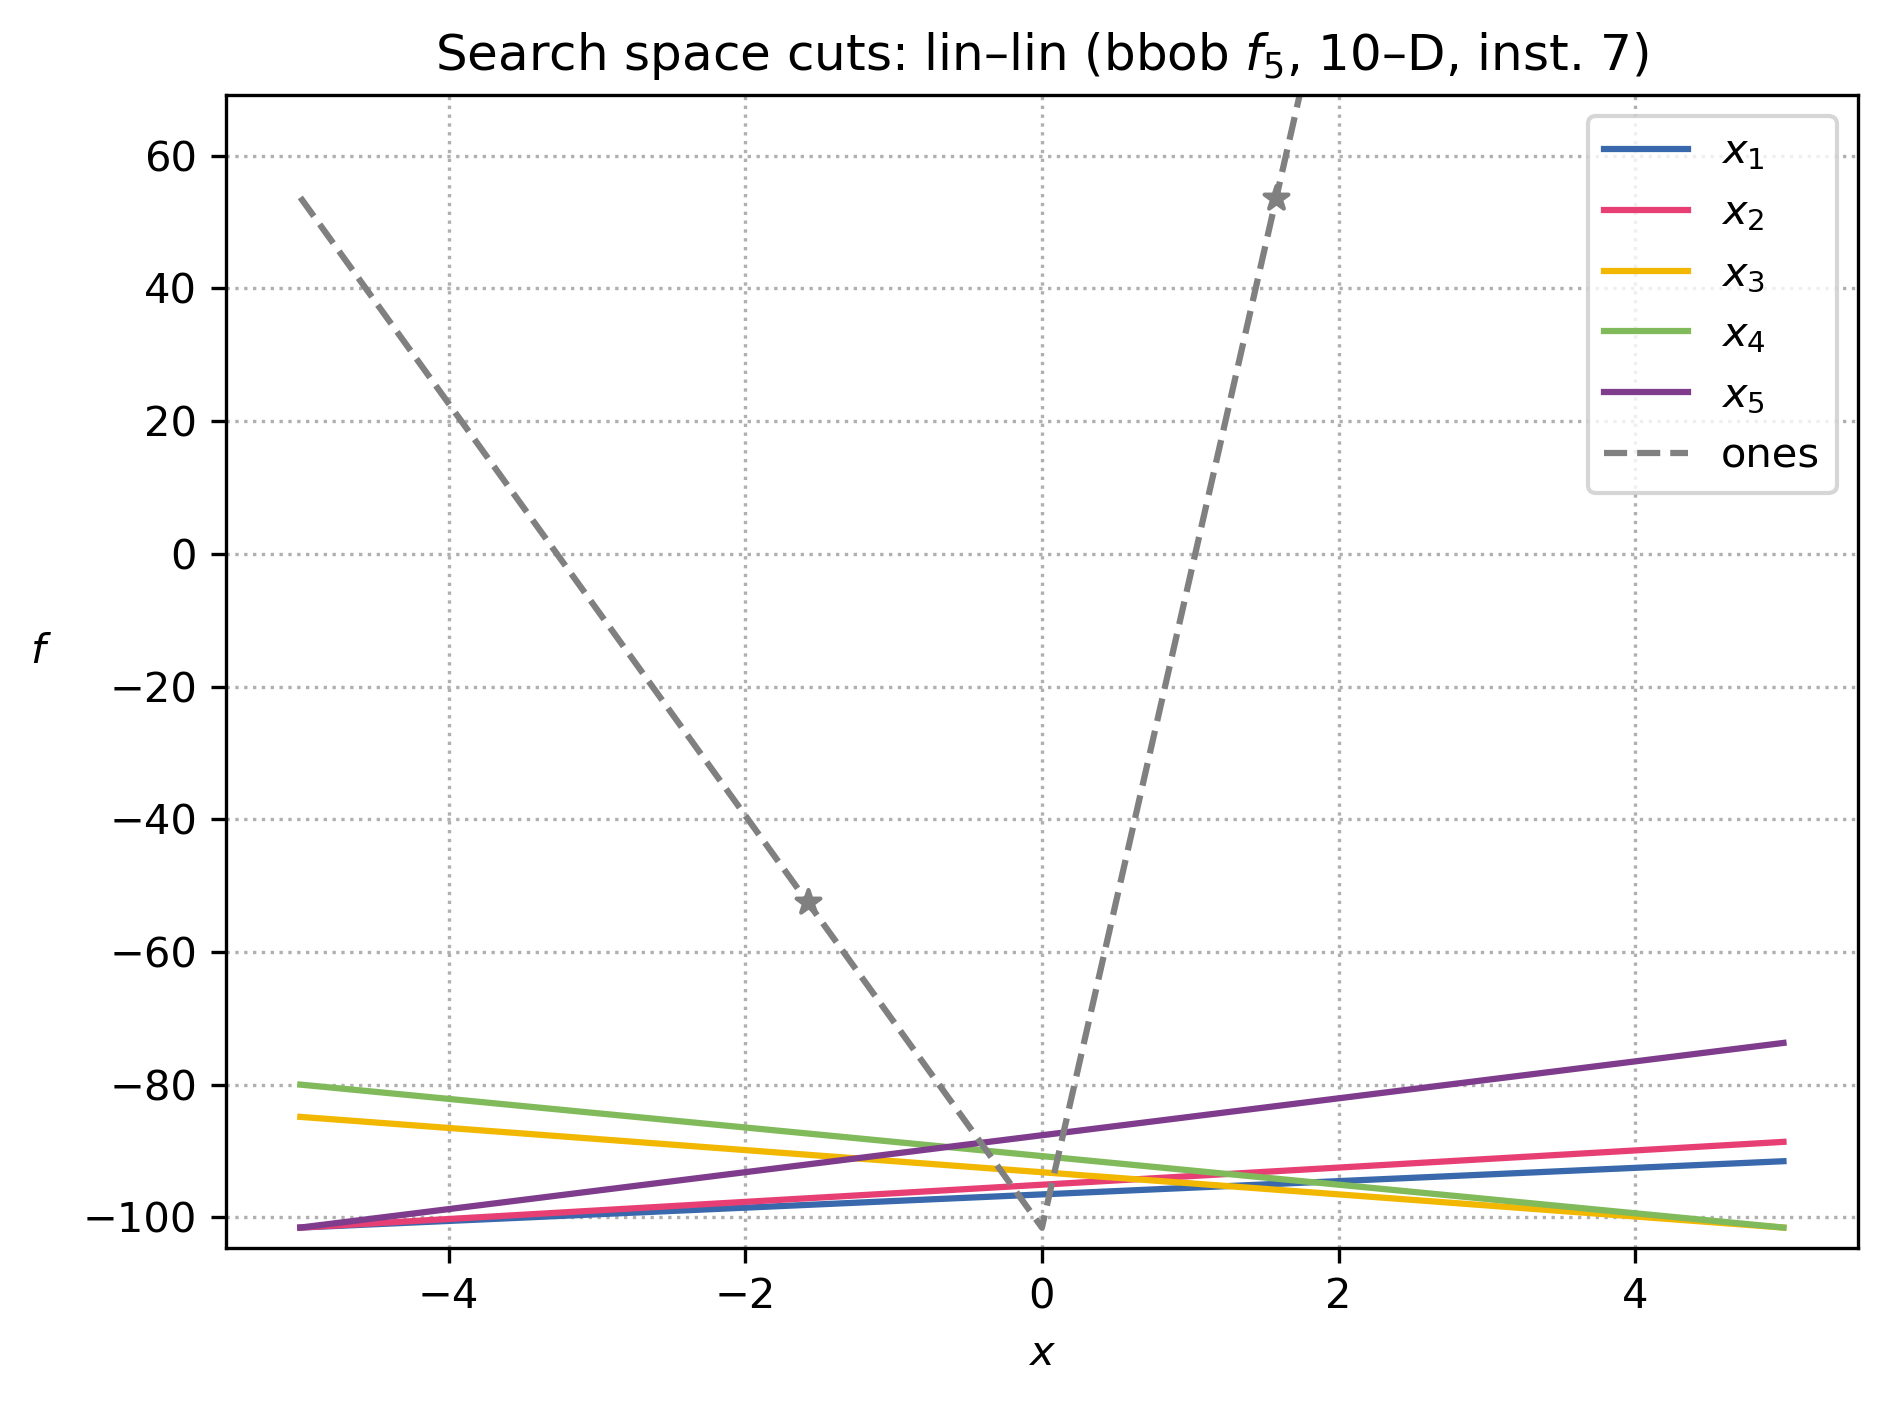 Search space cuts: lin–lin (bbob f₅, 10–D, inst. 7)
60
40
20
0
−20
−40
−60
−80
−100
f
−4
−2
0
2
4
x
x₁
x₂
x₃
x₄
x₅
ones